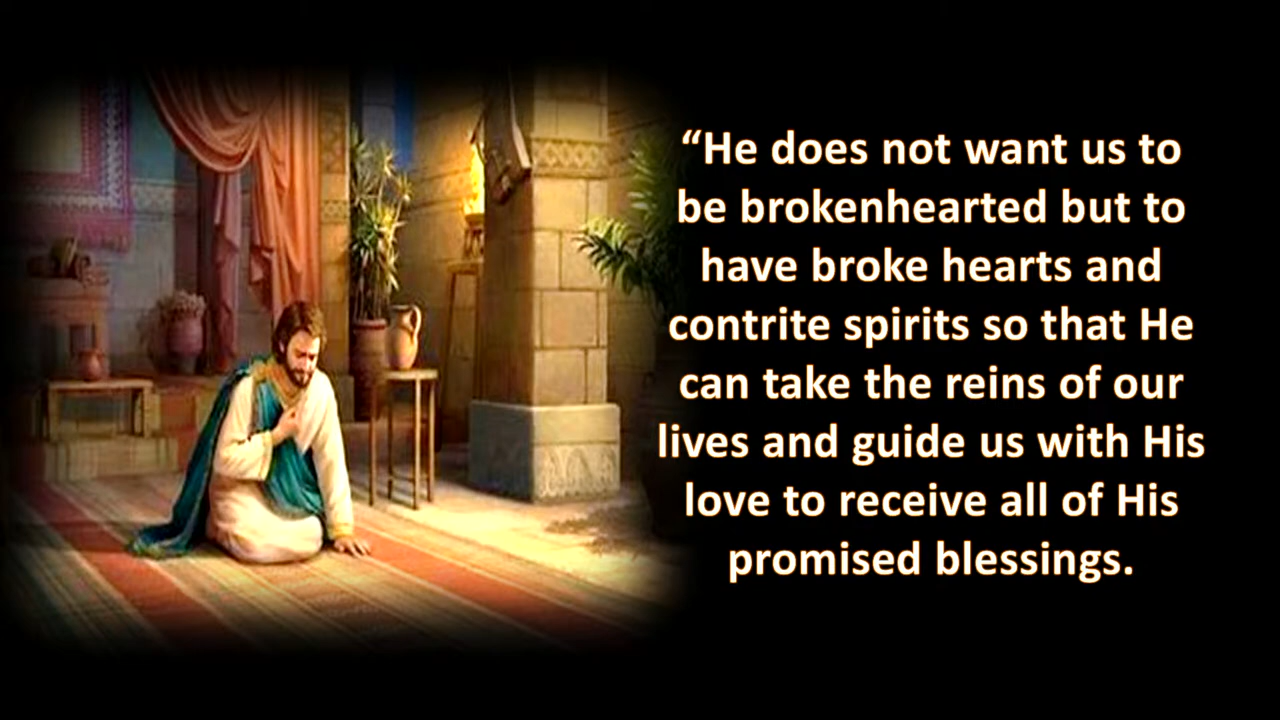 “He does not want us to
be brokenhearted but to
have broke hearts and
contrite spirits so that He
can take the reins of our
lives and guide us with His
love to receive all of His
promised blessings.